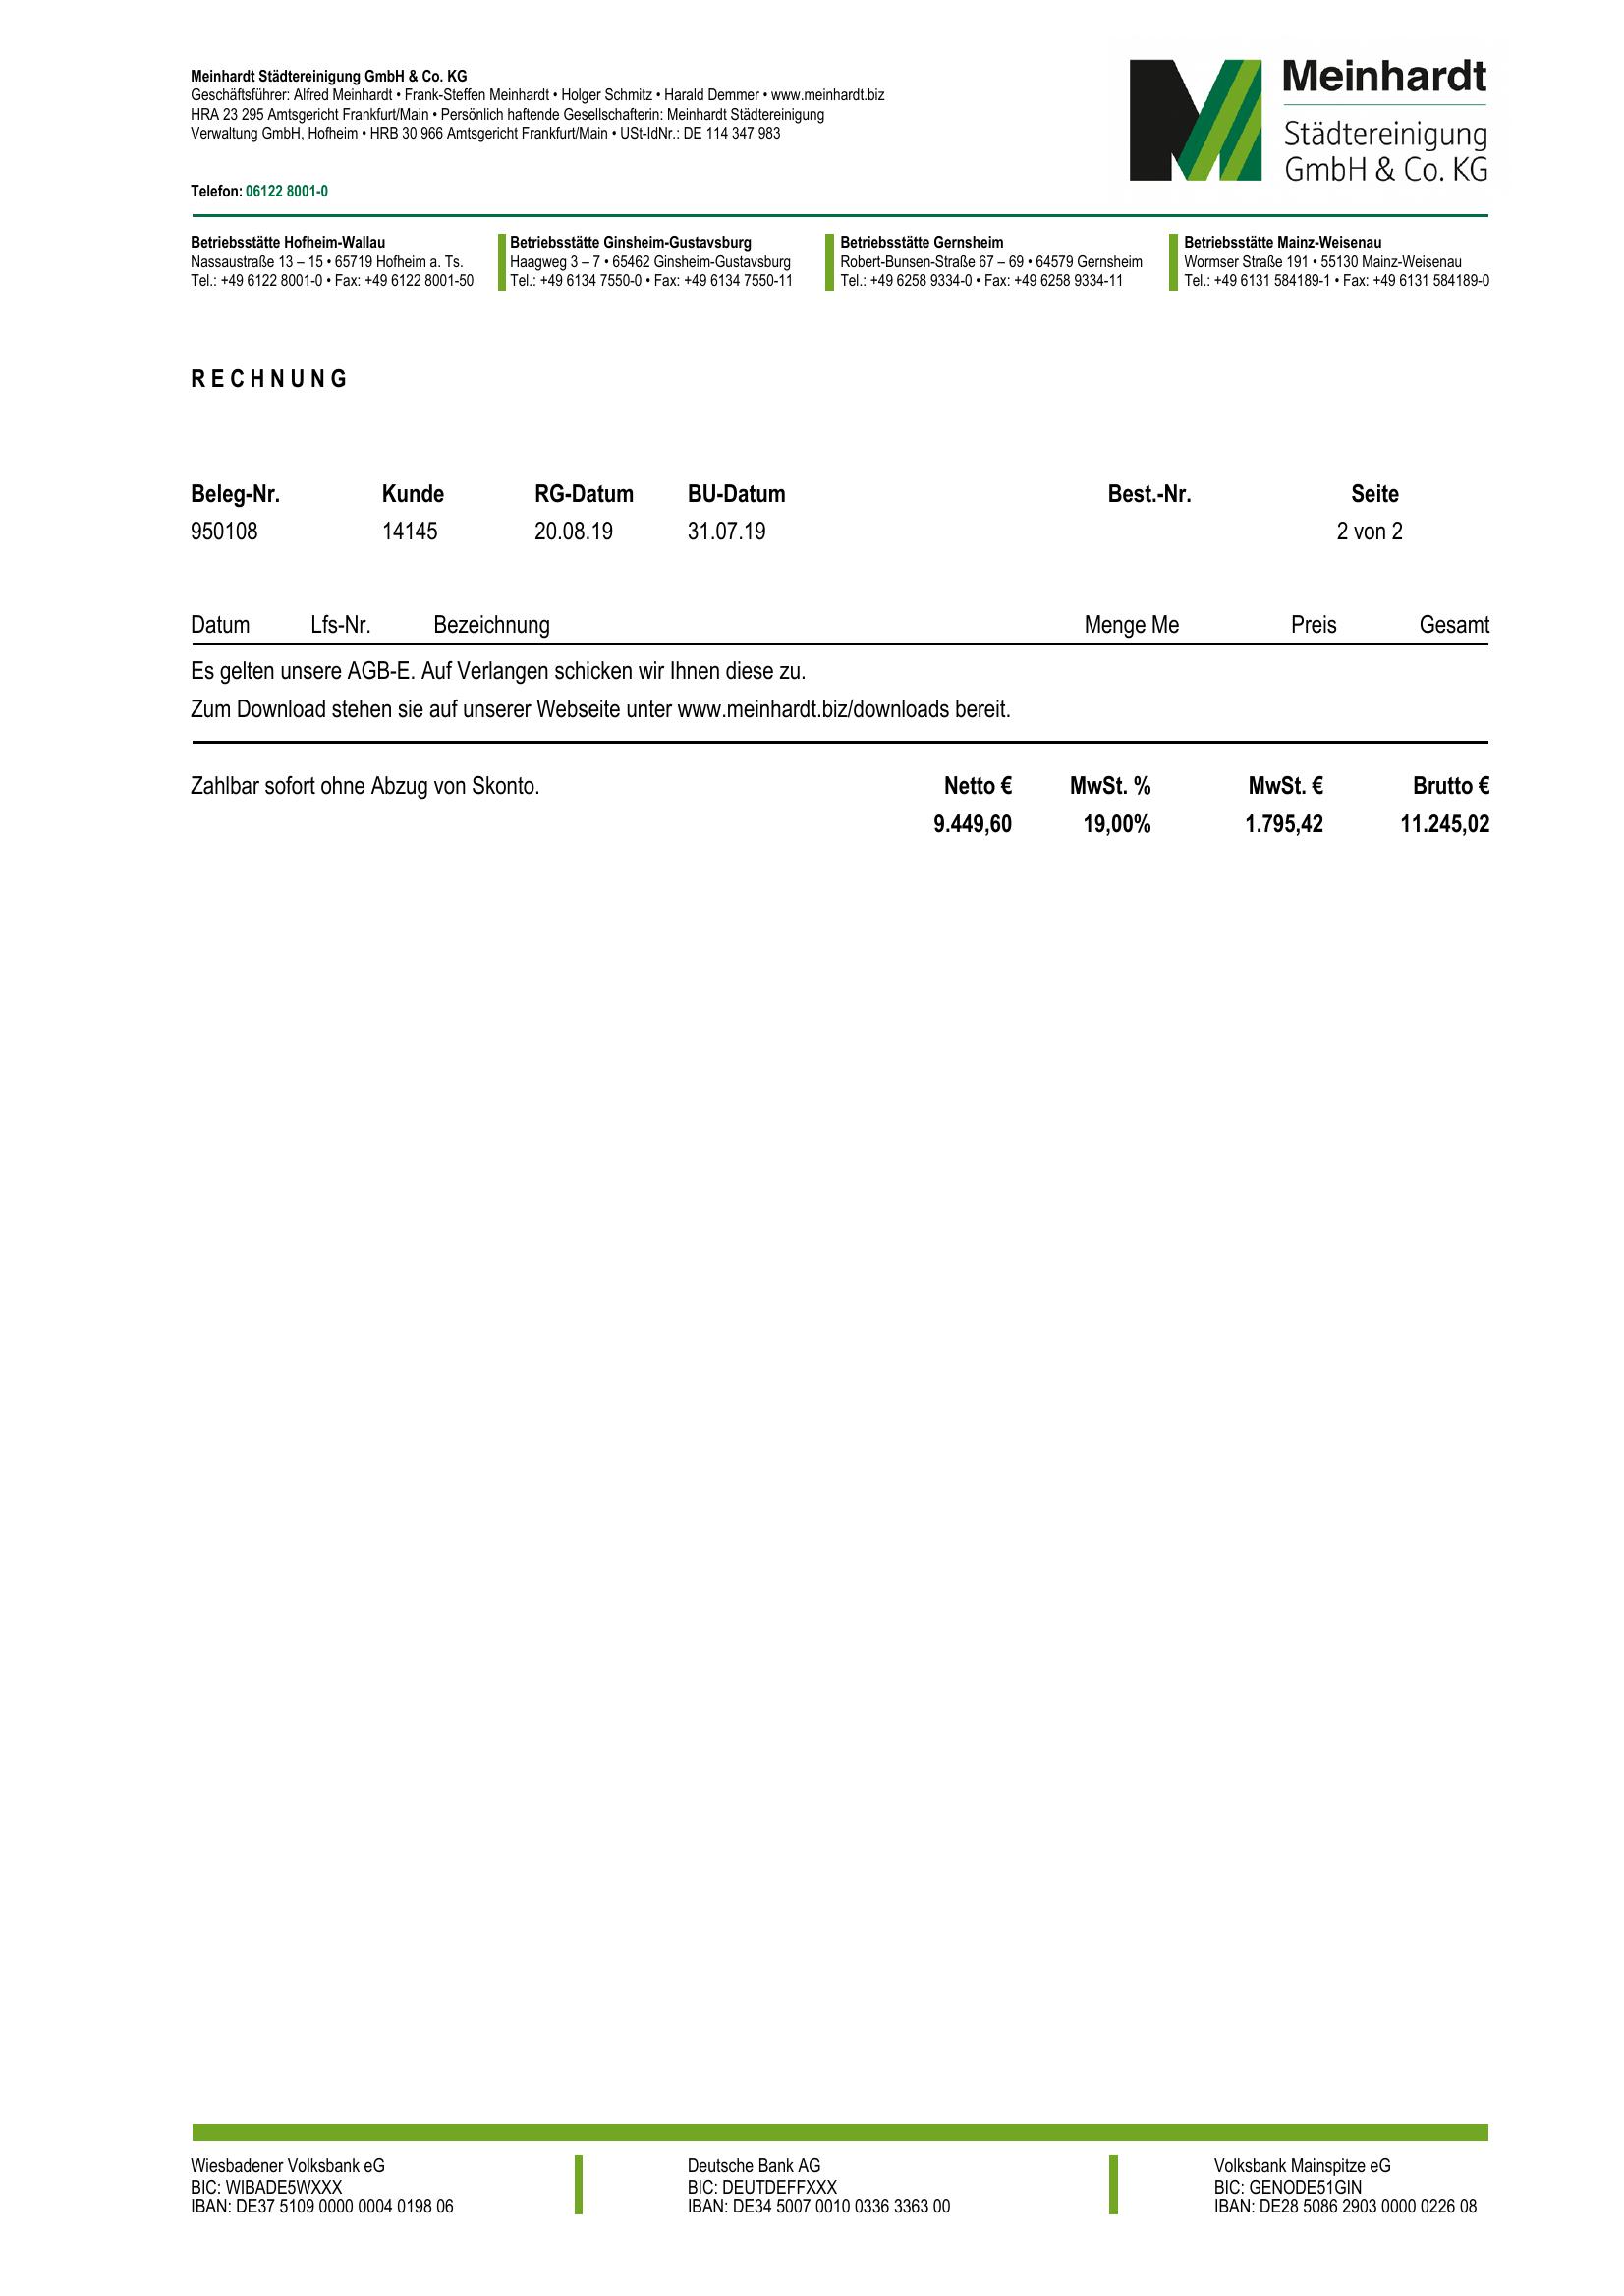 Meinhardt Städtereinigung GmbH & Co. KG
Geschäftsführer: Alfred Meinhardt • Frank-Steffen Meinhardt • Holger Schmitz • Harald Demmer • www.meinhardt.biz
HRA 23 295 Amtsgericht Frankfurt/Main • Persönlich haftende Gesellschafterin: Meinhardt Städtereinigung
Verwaltung GmbH, Hofheim • HRB 30 966 Amtsgericht Frankfurt/Main • USt-IdNr.: DE 114 347 983
Telefon: 06122 8001-0
Meinhardt
Städtereinigung
GmbH & Co. KG
Betriebsstätte Hofheim-Wallau
Nassaustraße 13 – 15 • 65719 Hofheim a. Ts.
Tel.: +49 6122 8001-0 • Fax: +49 6122 8001-50
Betriebsstätte Ginsheim-Gustavsburg
Haagweg 3 – 7 • 65462 Ginsheim-Gustavsburg
Tel.: +49 6134 7550-0 • Fax: +49 6134 7550-11
Betriebsstätte Gernsheim
Robert-Bunsen-Straße 67 – 69 • 64579 Gernsheim
Tel.: +49 6258 9334-0 • Fax: +49 6258 9334-11
Betriebsstätte Mainz-Weisenau
Wormser Straße 191 • 55130 Mainz-Weisenau
Tel.: +49 6131 584189-1 • Fax: +49 6131 584189-0
RECHNUNG
Beleg-Nr. Kunde RG-Datum BU-Datum Best.-Nr. Seite
950108 14145 20.08.19 31.07.19 2 von 2
Datum Lfs-Nr. Bezeichnung Menge Me Preis Gesamt
Es gelten unsere AGB-E. Auf Verlangen schicken wir Ihnen diese zu.
Zum Download stehen sie auf unserer Webseite unter www.meinhardt.biz/downloads bereit.
Zahlbar sofort ohne Abzug von Skonto. Netto € MwSt. % MwSt. € Brutto €
9.449,60 19,00% 1.795,42 11.245,02
Wiesbadener Volksbank eG
BIC: WIBADE5WXXX
IBAN: DE37 5109 0000 0004 0198 06
Deutsche Bank AG
BIC: DEUTDEFFXXX
IBAN: DE34 5007 0010 0336 3363 00
Volksbank Mainspitze eG
BIC: GENODE51GIN
IBAN: DE28 5086 2903 0000 0226 08